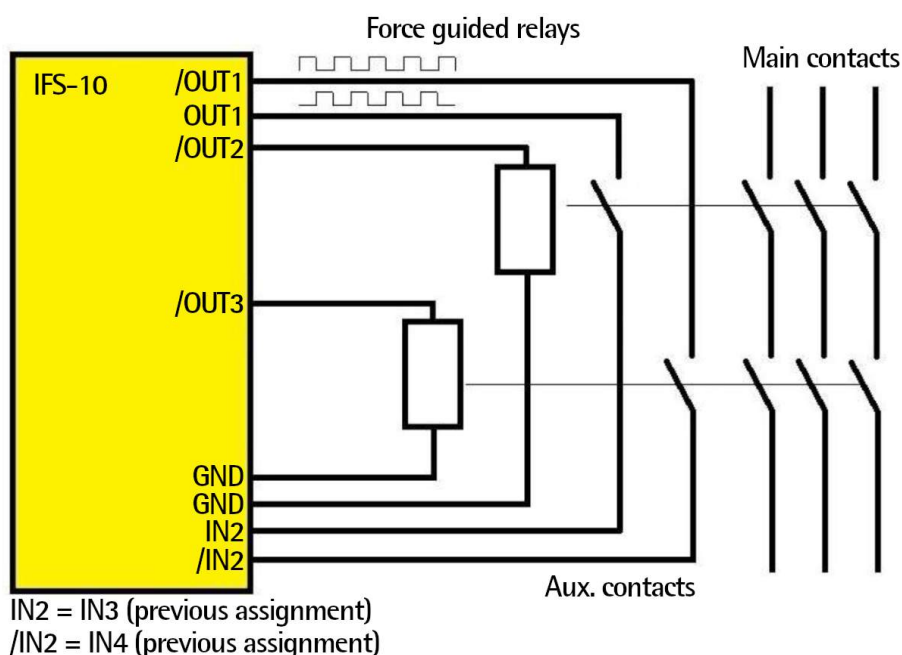 Force guided relays
Main contacts
IFS-10
/OUT1
OUT1
/OUT2
/OUT3
GND
GND
IN2
/IN2
Aux. contacts
IN2 = IN3 (previous assignment)
/IN2 = IN4 (previous assignment)